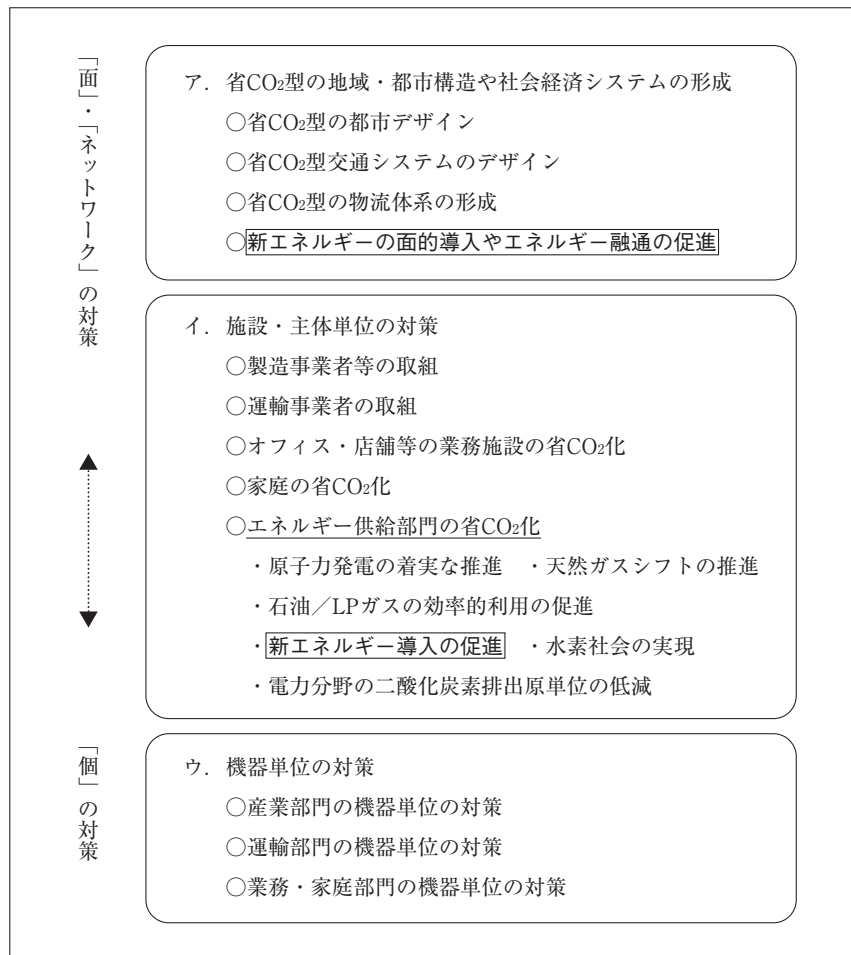 「面」・「ネットワーク」の対策
ア．省CO₂型の地域・都市構造や社会経済システムの形成
○省CO₂型の都市デザイン
○省CO₂型交通システムのデザイン
○省CO₂型の物流体系の形成
○新エネルギーの面的導入やエネルギー融通の促進
イ．施設・主体単位の対策
○製造事業者等の取組
○運輸事業者の取組
○オフィス・店舗等の業務施設の省CO₂化
○家庭の省CO₂化
○エネルギー供給部門の省CO₂化
・原子力発電の着実な推進　・天然ガスシフトの推進
・石油／LPガスの効率的利用の促進
・新エネルギー導入の促進　・水素社会の実現
・電力分野の二酸化炭素排出原単位の低減
「個」の対策
ウ．機器単位の対策
○産業部門の機器単位の対策
○運輸部門の機器単位の対策
○業務・家庭部門の機器単位の対策